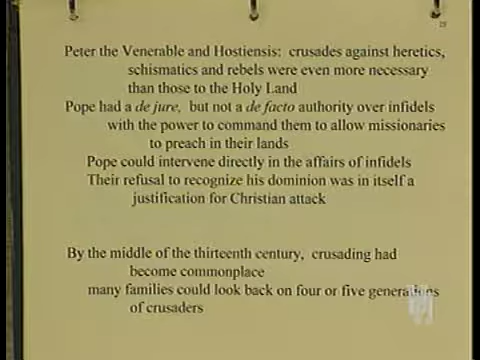 Peter the Venerable and Hostiensis: crusades against heretics,
schismatics and rebels were even more necessary
than those to the Holy Land
Pope had a de jure, but not a de facto authority over infidels
with the power to command them to allow missionaries
to preach in their lands
Pope could intervene directly in the affairs of infidels
Their refusal to recognize his dominion was in itself a
justification for Christian attack
By the middle of the thirteenth century, crusading had
become commonplace
many families could look back on four or five generations
of crusaders